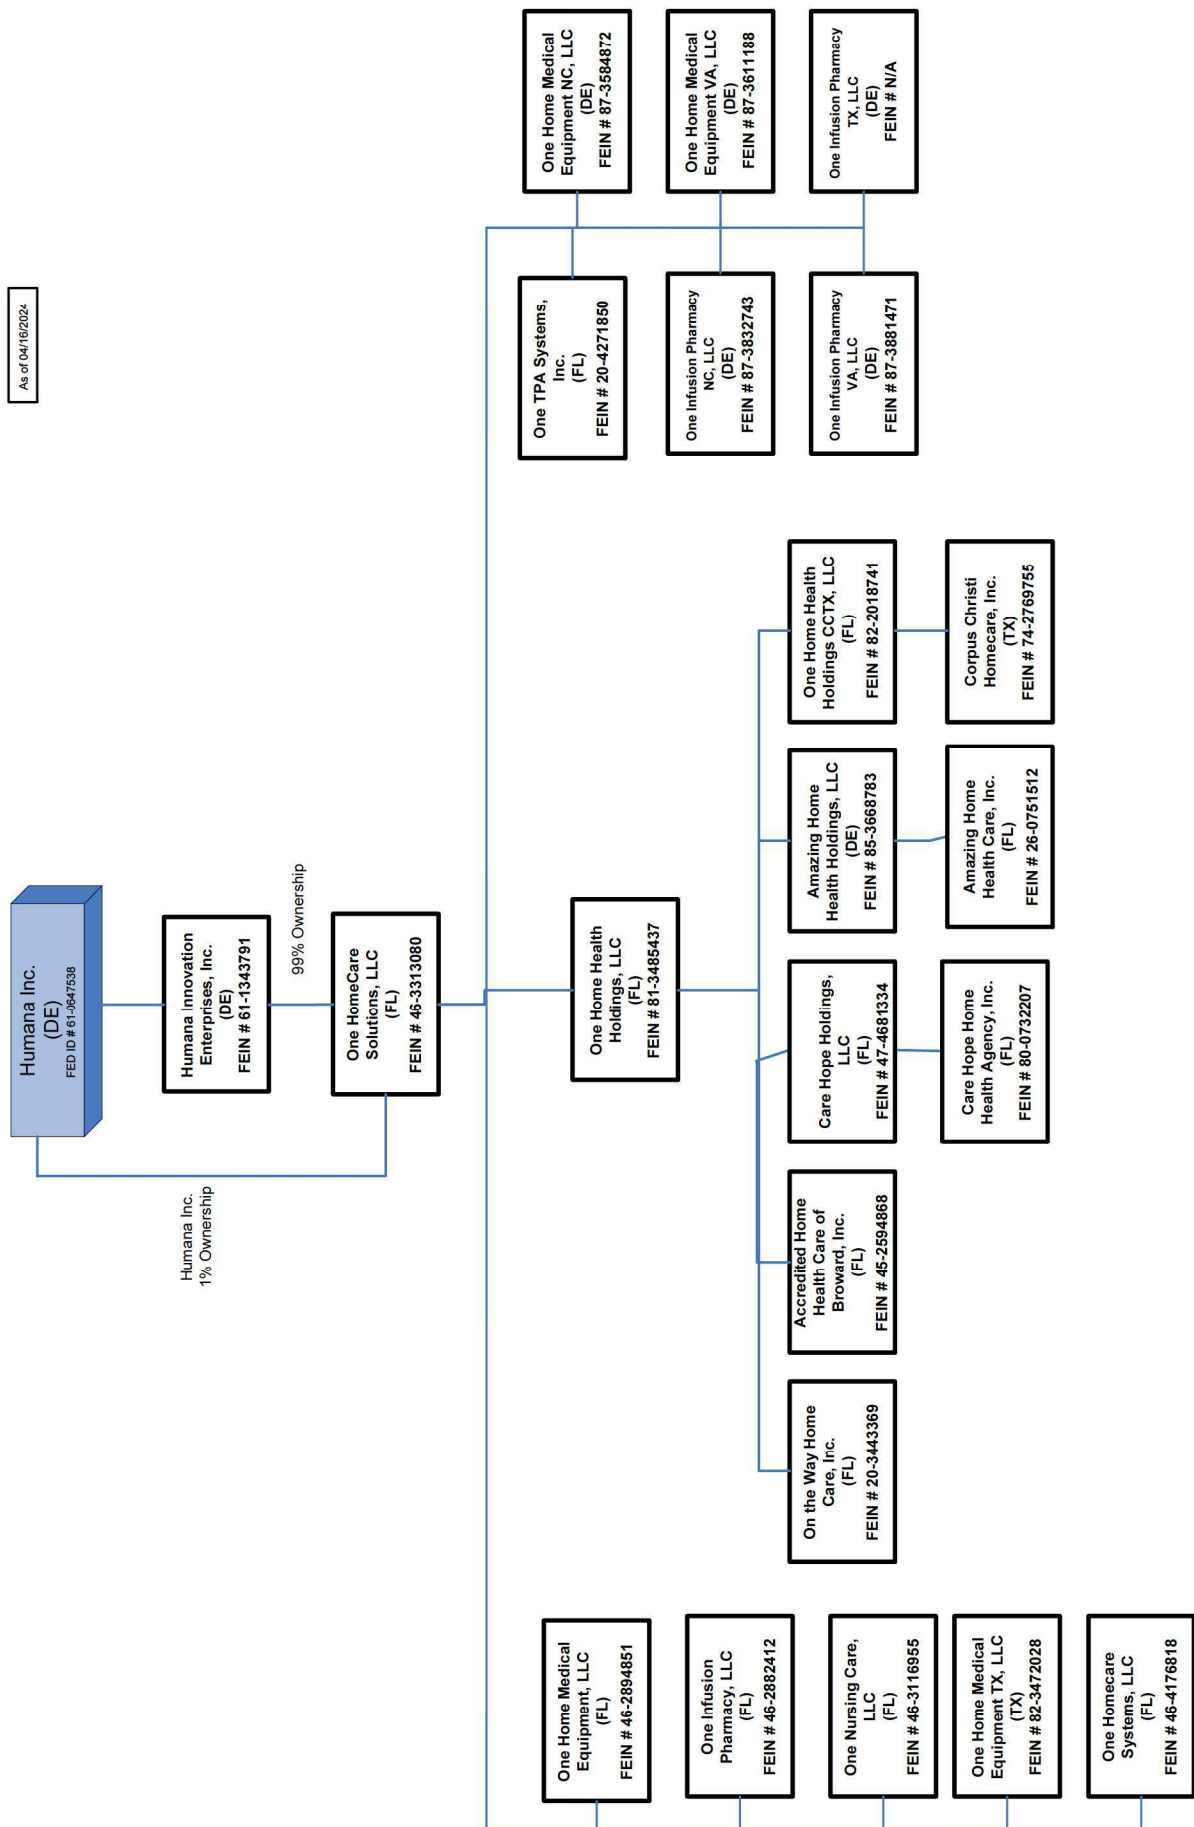 As of 04/16/2024
Humana Inc.
(DE)
FED ID # 61-0647538
Humana Inc.
1% Ownership
Humana Innovation
Enterprises, Inc.
(DE)
FEIN # 61-1343791
99% Ownership
One HomeCare
Solutions, LLC
(FL)
FEIN # 46-3313080
One Home Medical
Equipment, LLC
(FL)
FEIN # 46-2894851
One Infusion
Pharmacy, LLC
(FL)
FEIN # 46-2882412
One Nursing Care,
LLC
(FL)
FEIN # 46-3116955
One Home Medical
Equipment TX, LLC
(TX)
FEIN # 82-3472028
One Homecare
Systems, LLC
(FL)
FEIN # 46-4176818
One Home Health
Holdings, LLC
(FL)
FEIN # 81-3485437
On the Way Home
Care, Inc.
(FL)
FEIN # 20-3443369
Accredited Home
Health Care of
Broward, Inc.
(FL)
FEIN # 45-2594868
Care Hope Holdings,
LLC
(FL)
FEIN # 47-4681334
Amazing Home
Health Holdings, LLC
(DE)
FEIN # 85-3668783
One Home Health
Holdings CCTX, LLC
(FL)
FEIN # 82-2018741
Care Hope Home
Health Agency, Inc.
(FL)
FEIN # 80-0732207
Amazing Home
Health Care, Inc.
(FL)
FEIN # 26-0751512
Corpus Christi
Homecare, Inc.
(TX)
FEIN # 74-2769755
One TPA Systems,
Inc.
(FL)
FEIN # 20-4271850
One Home Medical
Equipment NC, LLC
(DE)
FEIN # 87-3584872
One Infusion Pharmacy
NC, LLC
(DE)
FEIN # 87-3832743
One Home Medical
Equipment VA, LLC
(DE)
FEIN # 87-3611188
One Infusion Pharmacy
VA, LLC
(DE)
FEIN # 87-3881471
One Infusion Pharmacy
TX, LLC
(DE)
FEIN # N/A